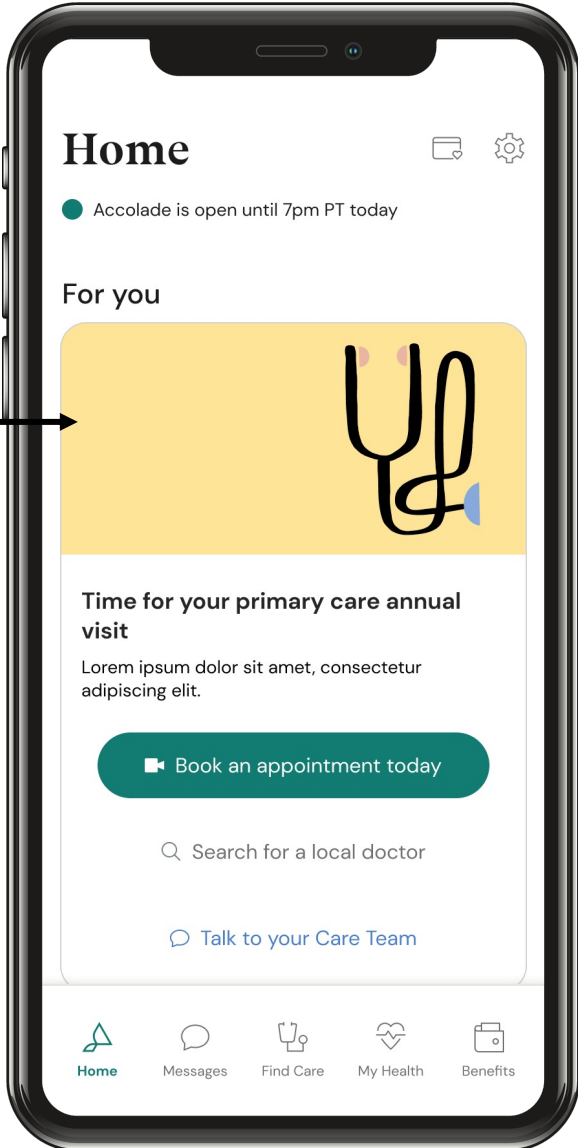 Home
Accolade is open until 7pm PT today
For you
Time for your primary care annual
visit
Lorem ipsum dolor sit amet, consectetur
adipiscing elit.
Book an appointment today
Search for a local doctor
Talk to your Care Team
Home
Messages
Find Care
My Health
Benefits